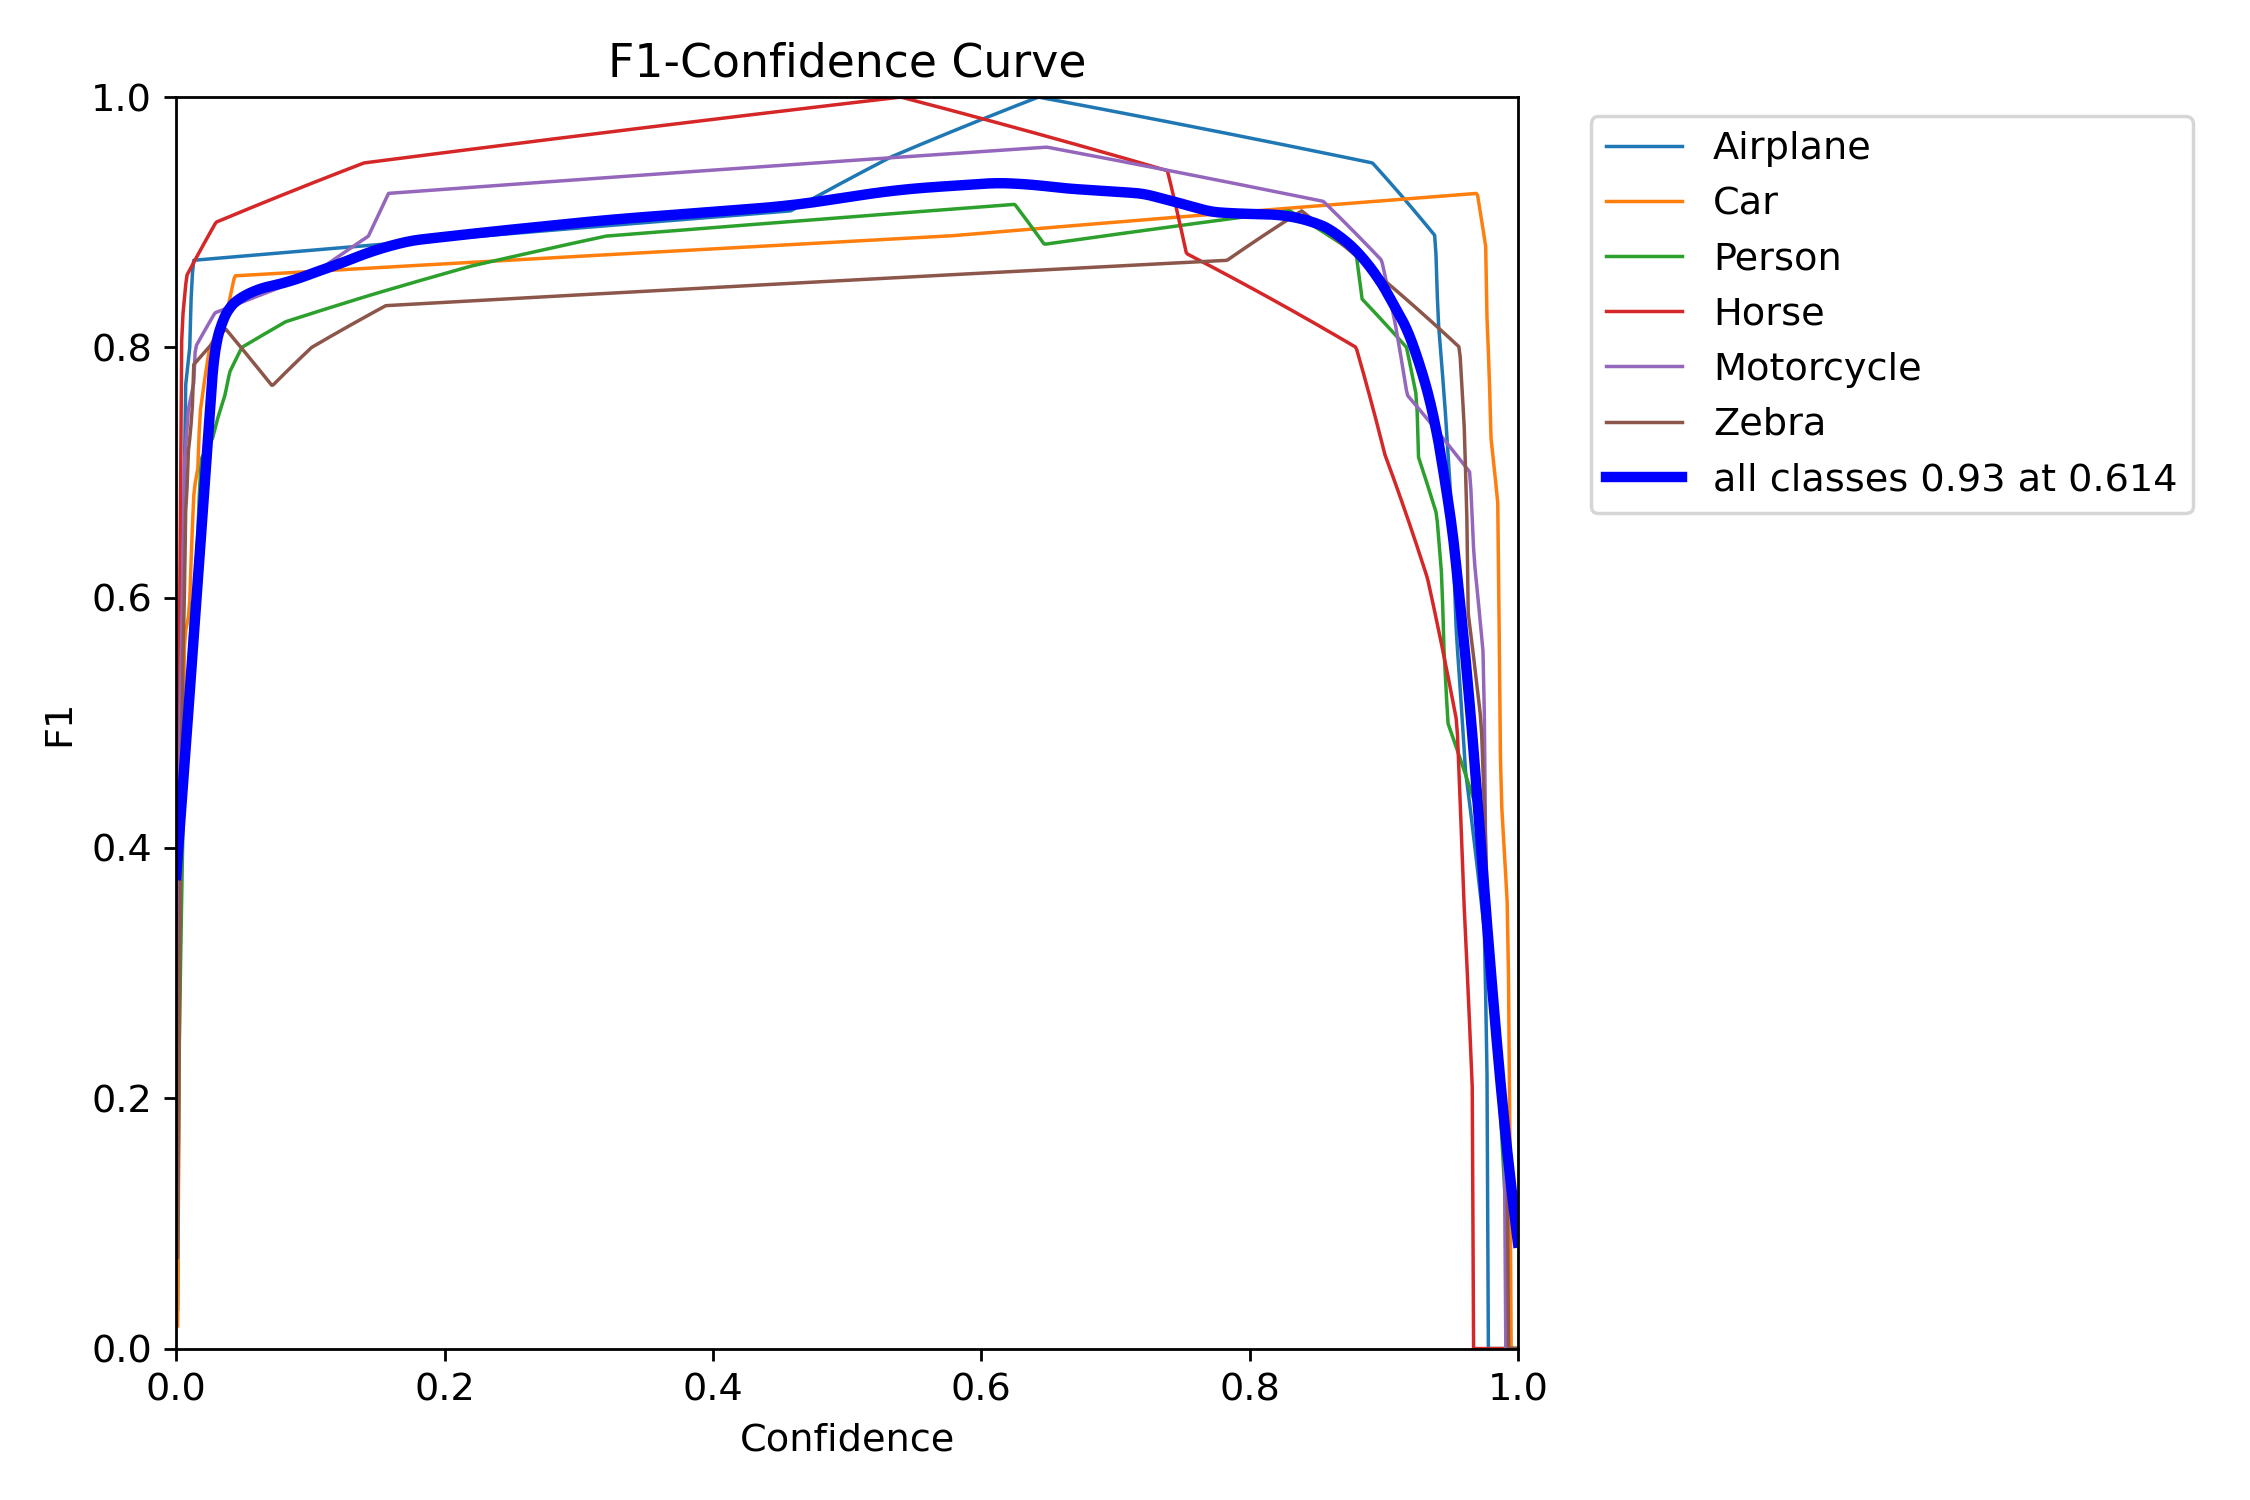 F1-Confidence Curve
1.0
0.8
0.6
0.4
0.2
0.0
F1
0.0 0.2 0.4 0.6 0.8 1.0
Confidence
Airplane
Car
Person
Horse
Motorcycle
Zebra
all classes 0.93 at 0.614